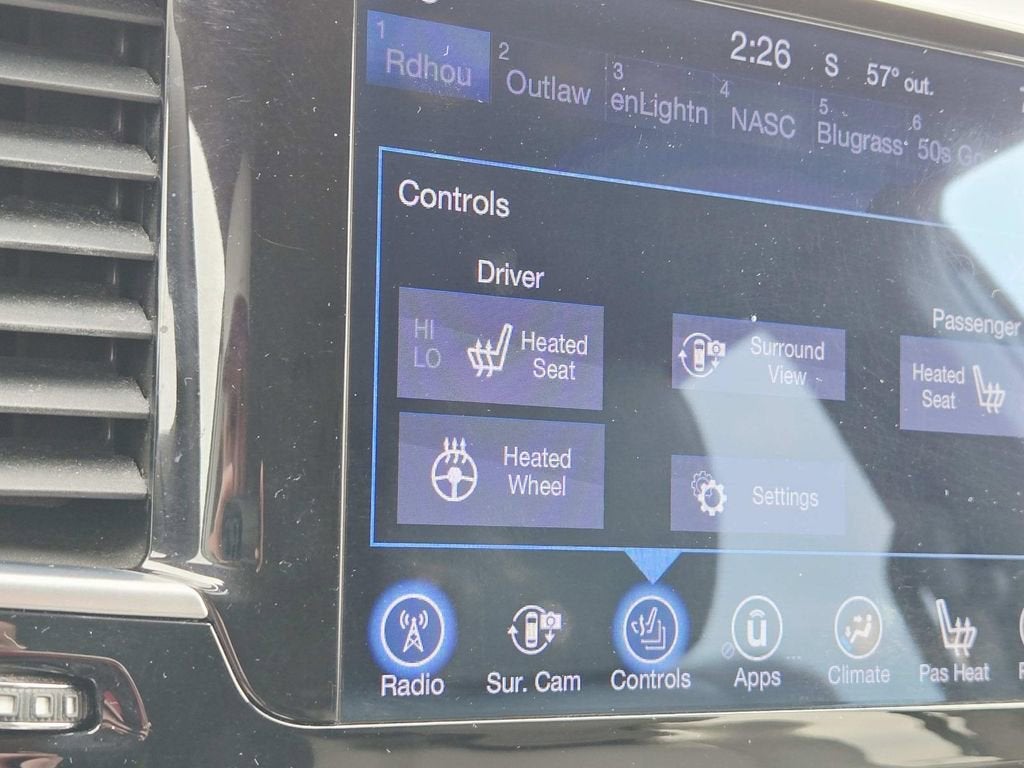 2:26 S 57° out.
1 Rdhou
2 Outlaw
3 enLightn
4 NASC
5 Blugrass
6 50s Go
Controls
Driver
HI
LO
Heated
Seat
Surround
View
Passenger
Heated
Seat
Heated
Wheel
Settings
Radio
Sur. Cam
Controls
Apps
Climate
Pas Heat